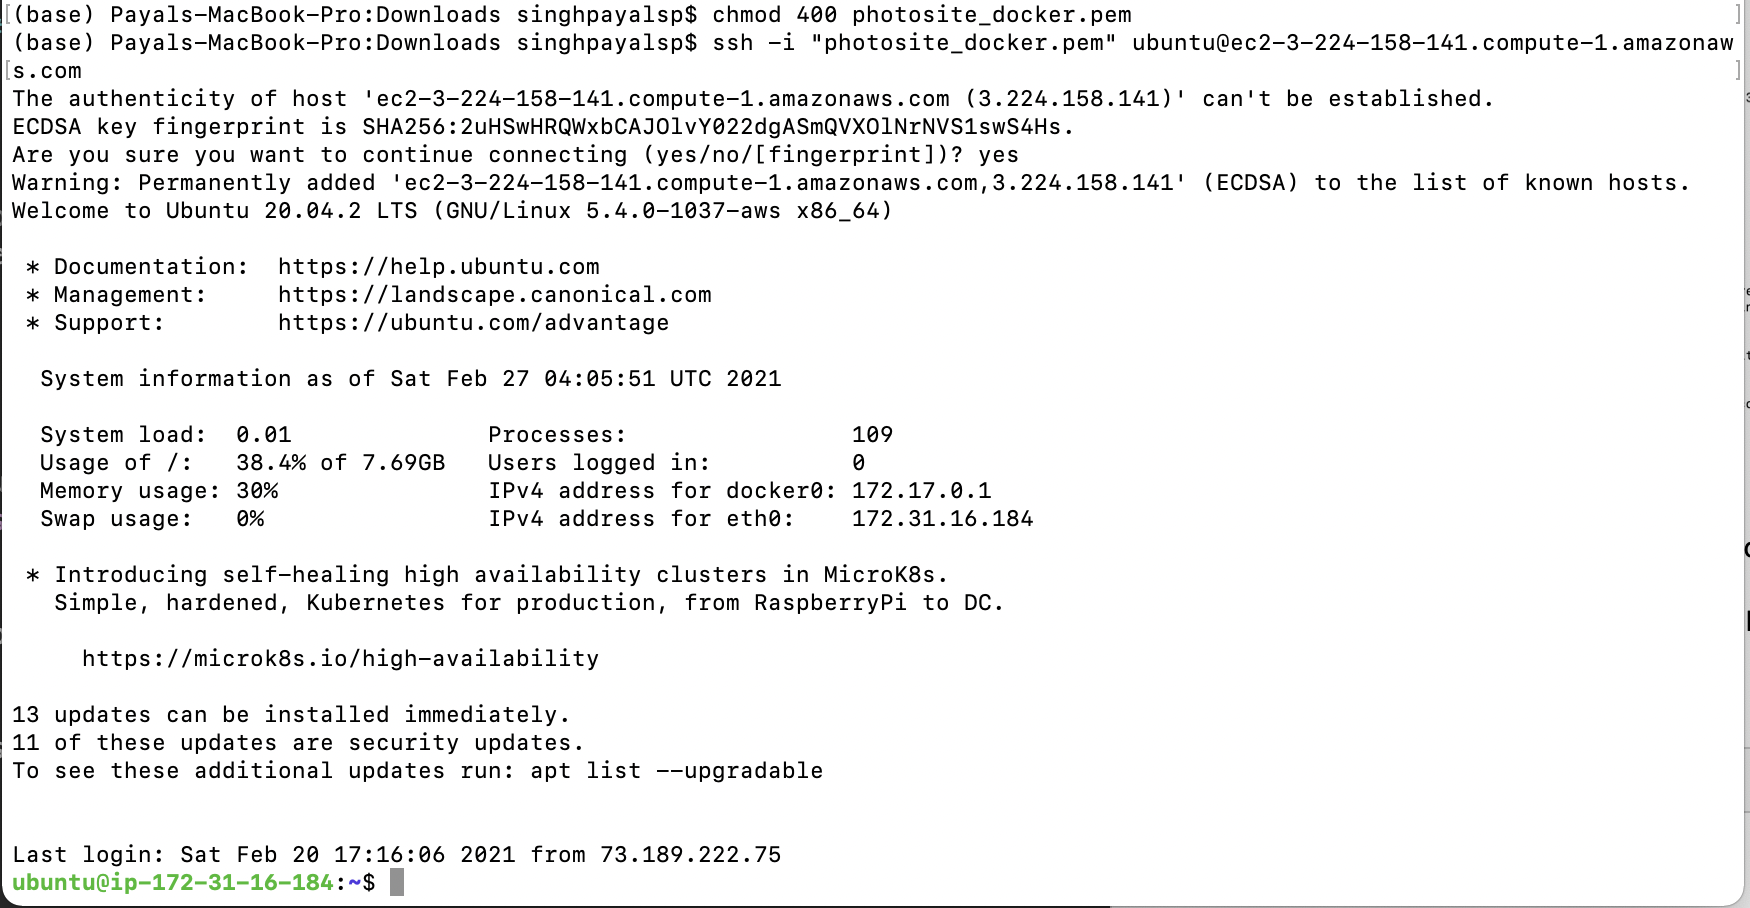 (base) Payals-MacBook-Pro:Downloads singhpayalsp$ chmod 400 photosite_docker.pem
(base) Payals-MacBook-Pro:Downloads singhpayalsp$ ssh -i "photosite_docker.pem" ubuntu@ec2-3-224-158-141.compute-1.amazonaw
s.com
The authenticity of host 'ec2-3-224-158-141.compute-1.amazonaws.com (3.224.158.141)' can't be established.
ECDSA key fingerprint is SHA256:2uHSwHRQWxbCAJOlvY022dgASmQVXOlNrNVS1swS4Hs.
Are you sure you want to continue connecting (yes/no/[fingerprint])? yes
Warning: Permanently added 'ec2-3-224-158-141.compute-1.amazonaws.com,3.224.158.141' (ECDSA) to the list of known hosts.
Welcome to Ubuntu 20.04.2 LTS (GNU/Linux 5.4.0-1037-aws x86_64)
* Documentation:  https://help.ubuntu.com
* Management:     https://landscape.canonical.com
* Support:        https://ubuntu.com/advantage
System information as of Sat Feb 27 04:05:51 UTC 2021
System load:  0.01              Processes:                109
Usage of /:   38.4% of 7.69GB   Users logged in:          0
Memory usage: 30%               IPv4 address for docker0: 172.17.0.1
Swap usage:   0%                IPv4 address for eth0:    172.31.16.184
* Introducing self-healing high availability clusters in MicroK8s.
Simple, hardened, Kubernetes for production, from RaspberryPi to DC.
https://microk8s.io/high-availability
13 updates can be installed immediately.
11 of these updates are security updates.
To see these additional updates run: apt list --upgradable
Last login: Sat Feb 20 17:16:06 2021 from 73.189.222.75
ubuntu@ip-172-31-16-184:~$